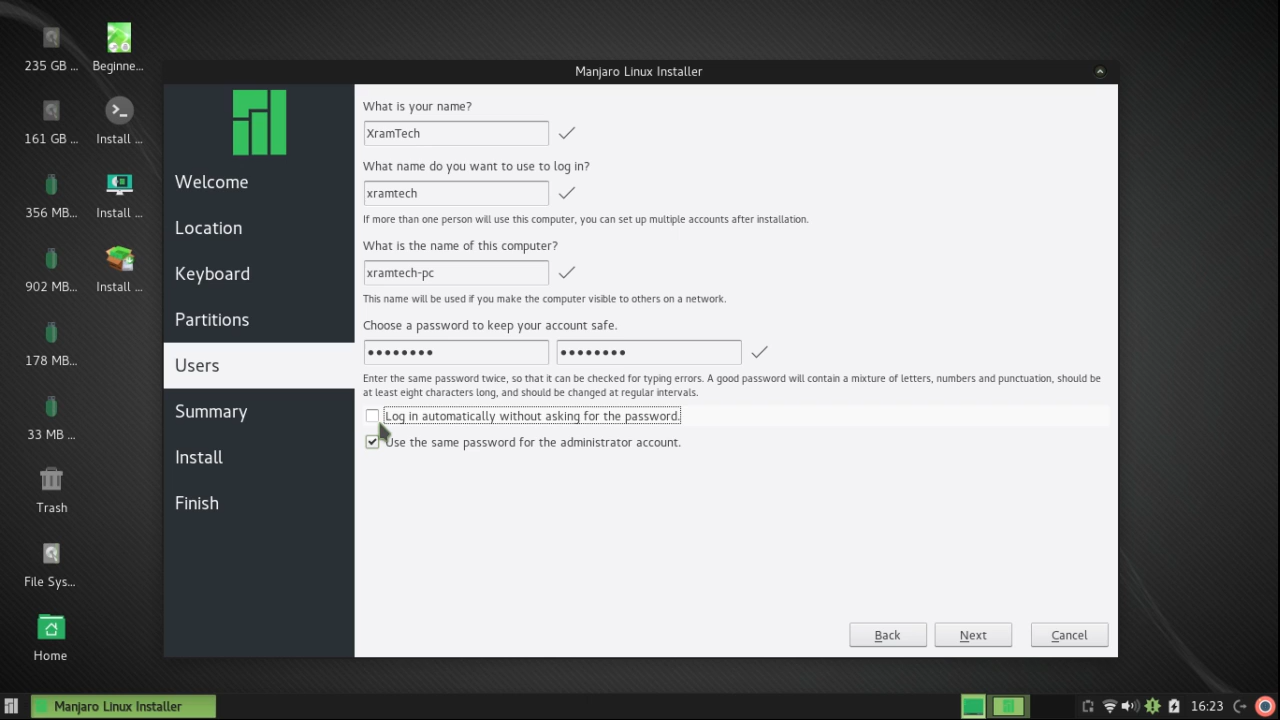 235 GB ...
Beginne...
161 GB ...
Install ...
356 MB...
Install ...
902 MB...
Install ...
178 MB...
33 MB ...
Trash
File Sys...
Home
Manjaro Linux Installer
Welcome
Location
Keyboard
Partitions
Users
Summary
Install
Finish
What is your name?
XramTech
What name do you want to use to log in?
xramtech
If more than one person will use this computer, you can set up multiple accounts after installation.
What is the name of this computer?
xramtech-pc
This name will be used if you make the computer visible to others on a network.
Choose a password to keep your account safe.
Enter the same password twice, so that it can be checked for typing errors. A good password will contain a mixture of letters, numbers and punctuation, should be
at least eight characters long, and should be changed at regular intervals.
Log in automatically without asking for the password.
Use the same password for the administrator account.
Back
Next
Cancel
Manjaro Linux Installer
16:23